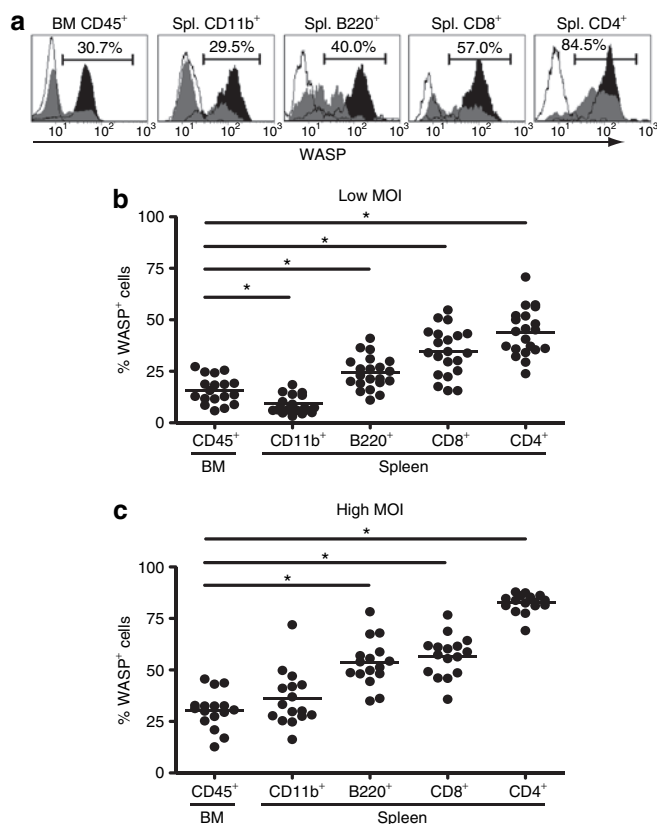 a
BM CD45⁺ Spl. CD11b⁺ Spl. B220⁺ Spl. CD8⁺ Spl. CD4⁺
30.7% 29.5% 40.0% 57.0% 84.5%
10¹ 10² 10³ 10¹ 10² 10³ 10¹ 10² 10³ 10¹ 10² 10³ 10¹ 10² 10³
WASP
b
Low MOI
% WASP⁺ cells
100
75
50
25
0
*
*
*
*
CD45⁺ CD11b⁺ B220⁺ CD8⁺ CD4⁺
BM Spleen
c
High MOI
% WASP⁺ cells
100
75
50
25
0
*
*
*
CD45⁺ CD11b⁺ B220⁺ CD8⁺ CD4⁺
BM Spleen